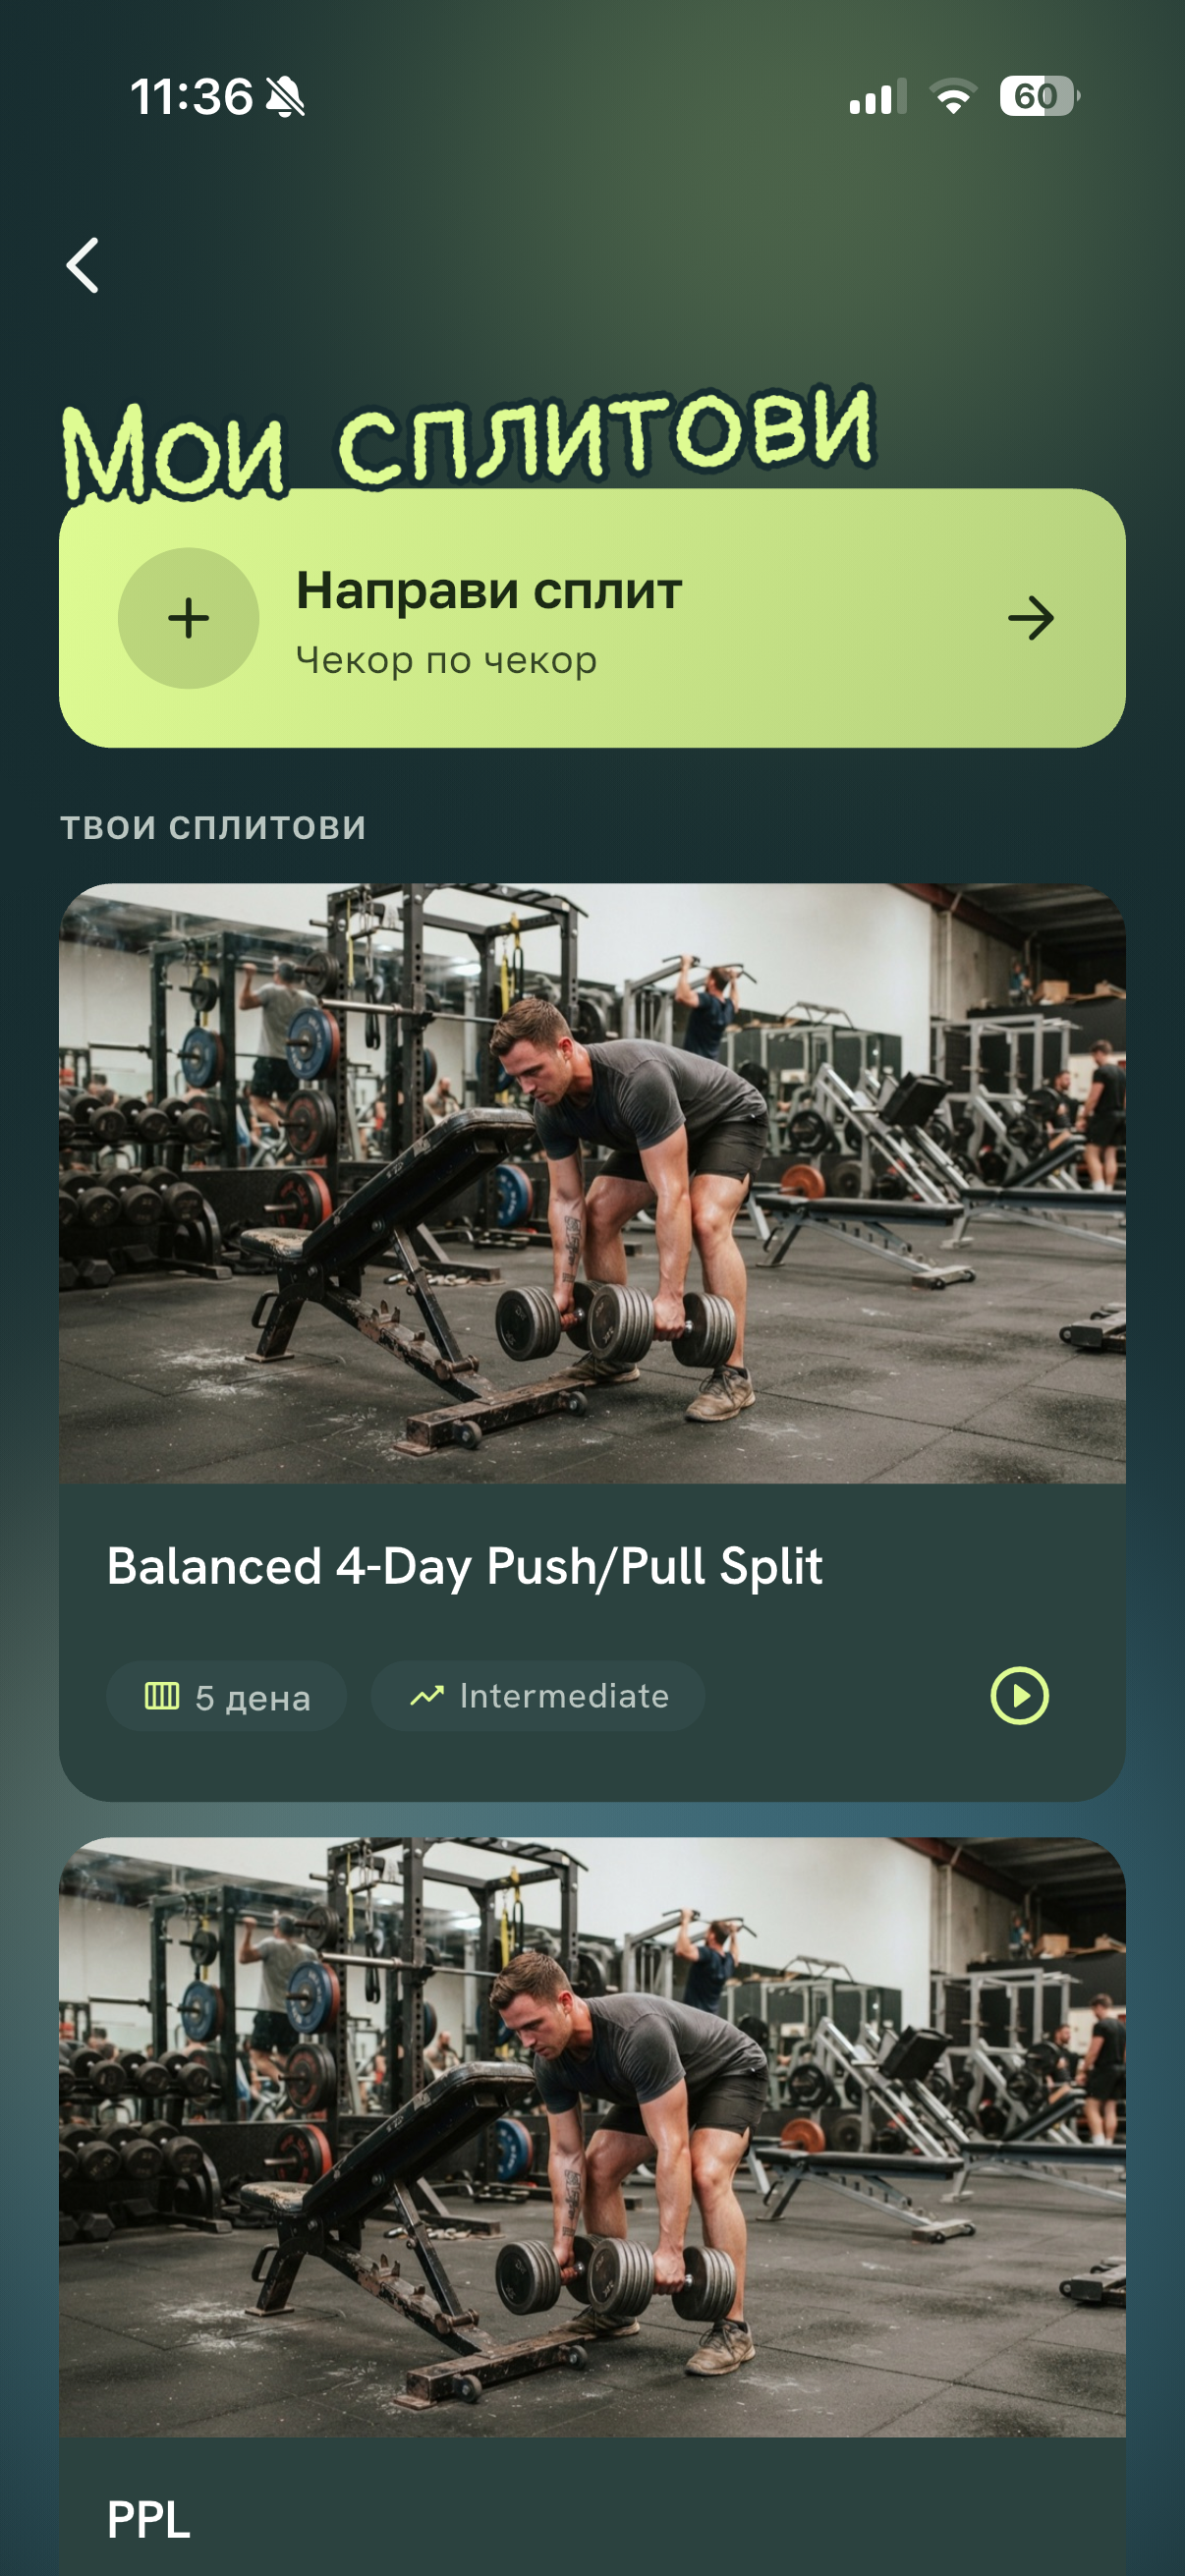 11:36
60
Мои сплитови
Направи сплит
Чекор по чекор
ТВОИ СПЛИТОВИ
Balanced 4-Day Push/Pull Split
5 дена
Intermediate
PPL